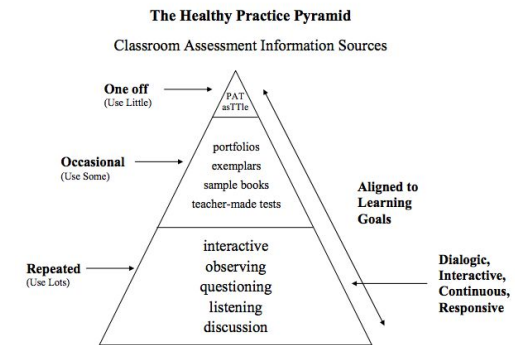 The Healthy Practice Pyramid
Classroom Assessment Information Sources
One off
(Use Little)
PAT
asTTle
Occasional
(Use Some)
portfolios
exemplars
sample books
teacher-made tests
Aligned to
Learning
Goals
Repeated
(Use Lots)
interactive
observing
questioning
listening
discussion
Dialogic,
Interactive,
Continuous,
Responsive